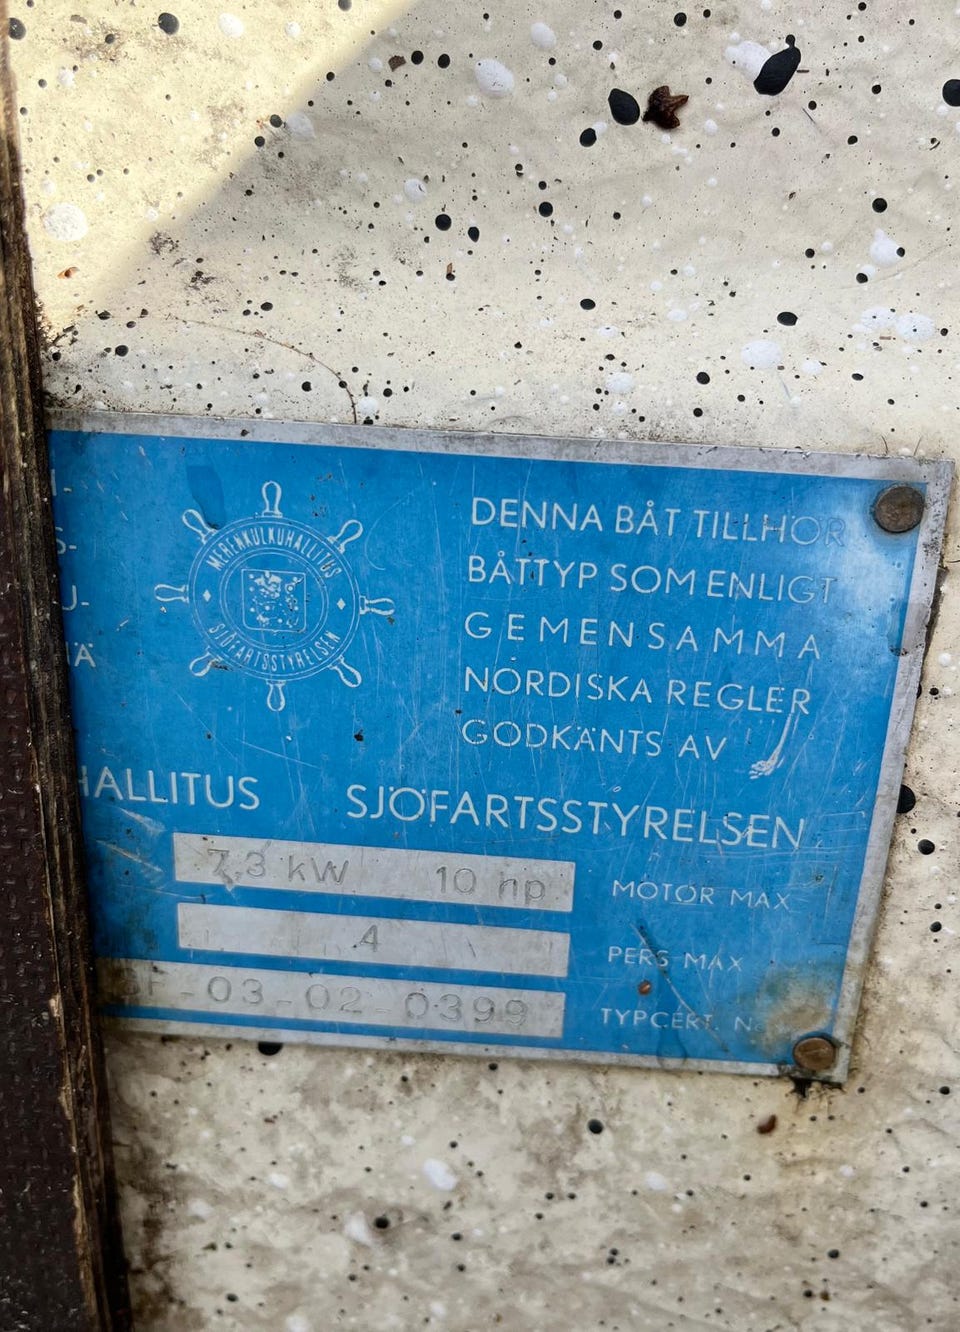 MERENKULKUHALLITUS
SJÖFARTSSTYRELSEN
DENNA BÅT TILLHÖR
BÅTTYP SOM ENLIGT
GEMENSAMMA
NORDISKA REGLER
GODKÄNTS AV
HALLITUS SJÖFARTSSTYRELSEN
7,3 kW 10 hp MOTOR MAX
4 PERS MAX
SF-03-02-0399 TYPCERT. N